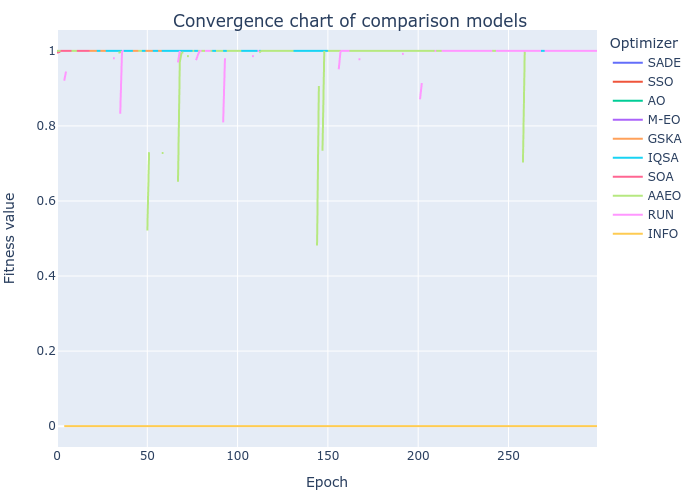 Convergence chart of comparison models
Fitness value
1
0.8
0.6
0.4
0.2
0
0 50 100 150 200 250
Epoch
Optimizer
SADE
SSO
AO
M-EO
GSKA
IQSA
SOA
AAEO
RUN
INFO